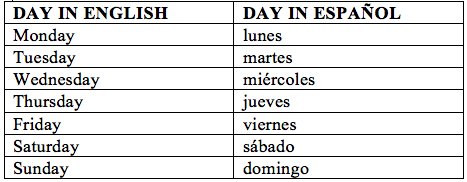 DAY IN ENGLISH DAY IN ESPAÑOL
Monday lunes
Tuesday martes
Wednesday miércoles
Thursday jueves
Friday viernes
Saturday sábado
Sunday domingo